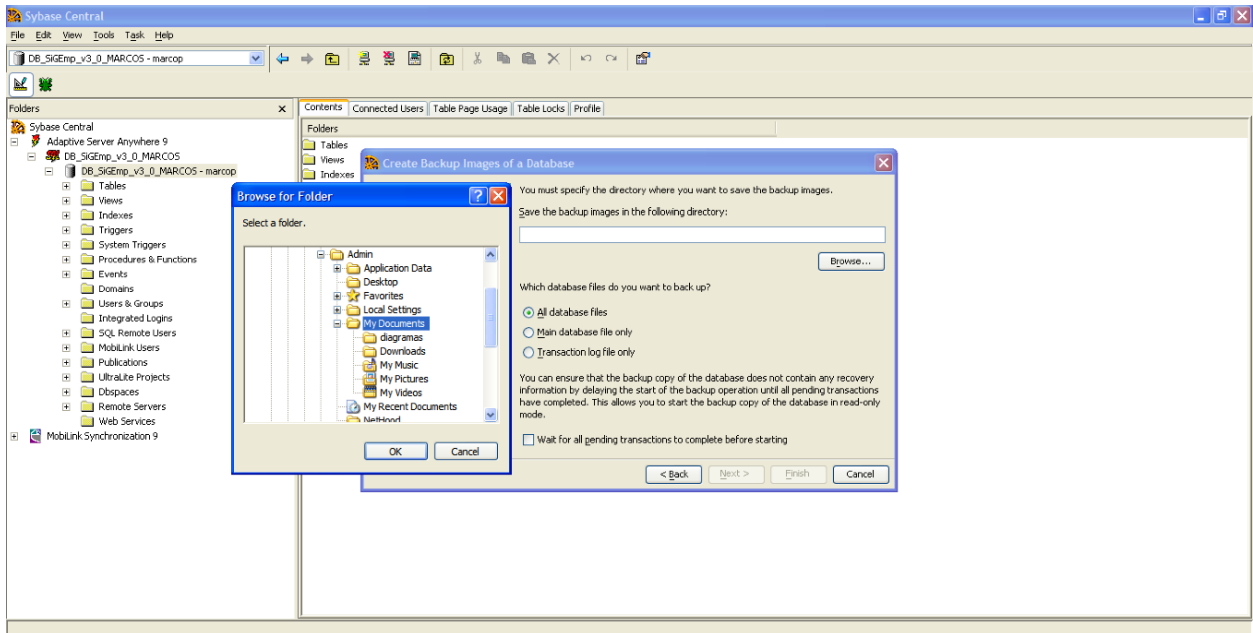 Sybase Central
File Edit View Tools Task Help
DB_SiGEmp_v3_0_MARCOS - marcop
Folders
Sybase Central
Adaptive Server Anywhere 9
DB_SiGEmp_v3_0_MARCOS
DB_SiGEmp_v3_0_MARCOS - marcop
Tables
Views
Indexes
Triggers
System Triggers
Procedures & Functions
Events
Domains
Users & Groups
Integrated Logins
SQL Remote Users
MobiLink Users
Publications
UltraLite Projects
Dbspaces
Remote Servers
Web Services
MobiLink Synchronization 9
Contents Connected Users Table Page Usage Table Locks Profile
Folders
Tables
Views
Indexes
Create Backup Images of a Database
You must specify the directory where you want to save the backup images.
Save the backup images in the following directory:
Browse...
Which database files do you want to back up?
All database files
Main database file only
Transaction log file only
You can ensure that the backup copy of the database does not contain any recovery
information by delaying the start of the backup operation until all pending transactions
have completed. This allows you to start the backup copy of the database in read-only
mode.
Wait for all pending transactions to complete before starting
< Back Next > Finish Cancel
Browse for Folder
Select a folder.
Admin
Application Data
Desktop
Favorites
Local Settings
My Documents
diagramas
Downloads
My Music
My Pictures
My Videos
My Recent Documents
NetHood
OK Cancel